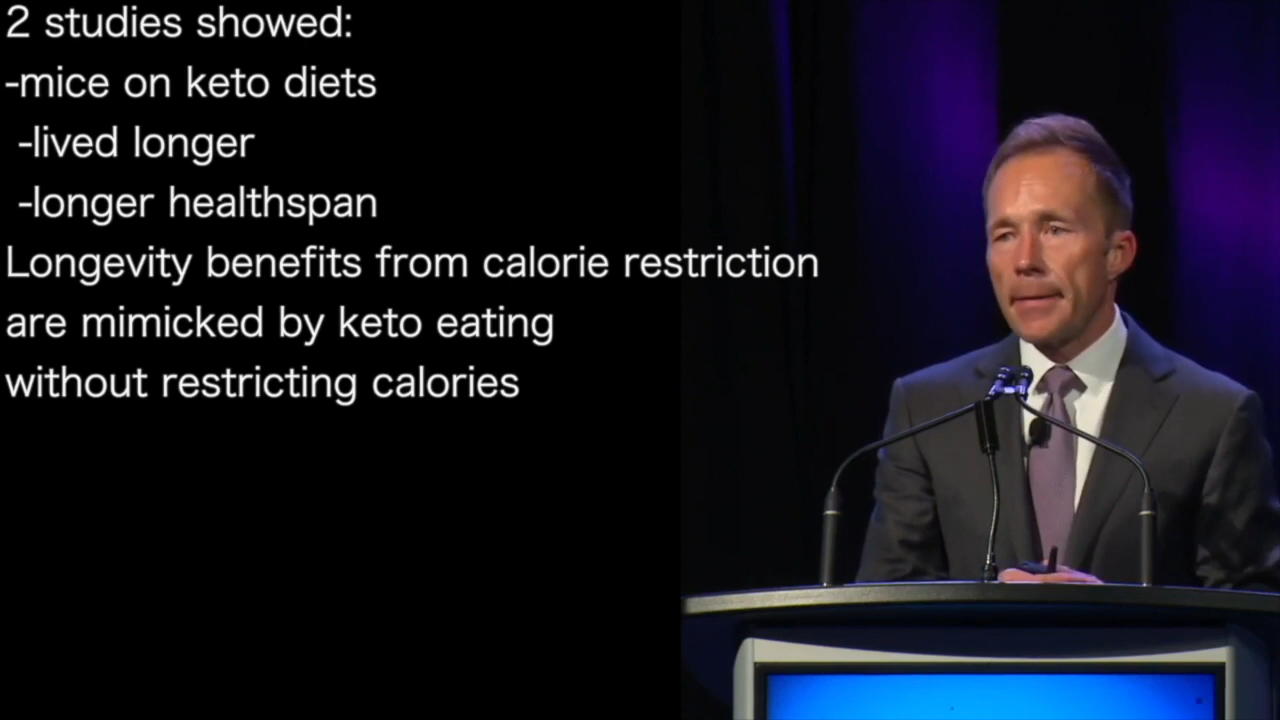 2 studies showed:
-mice on keto diets
-lived longer
-longer healthspan
Longevity benefits from calorie restriction
are mimicked by keto eating
without restricting calories